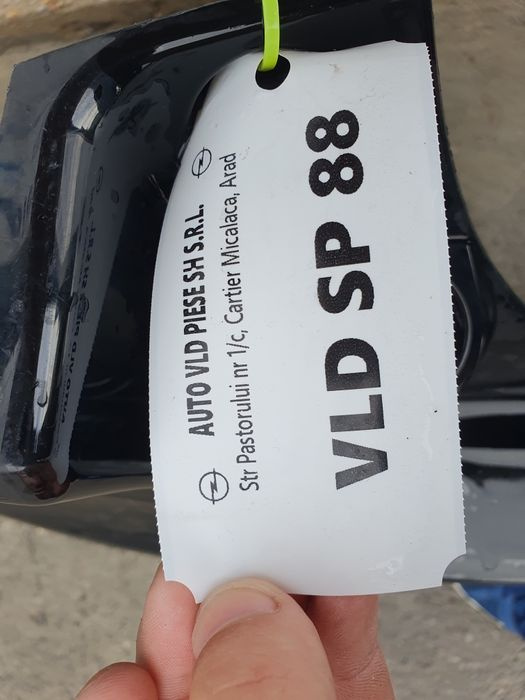 AUTO VLD PIESE SH S.R.L.
Str Pastorului nr 1/c, Cartier Micalaca, Arad
VLD SP 88